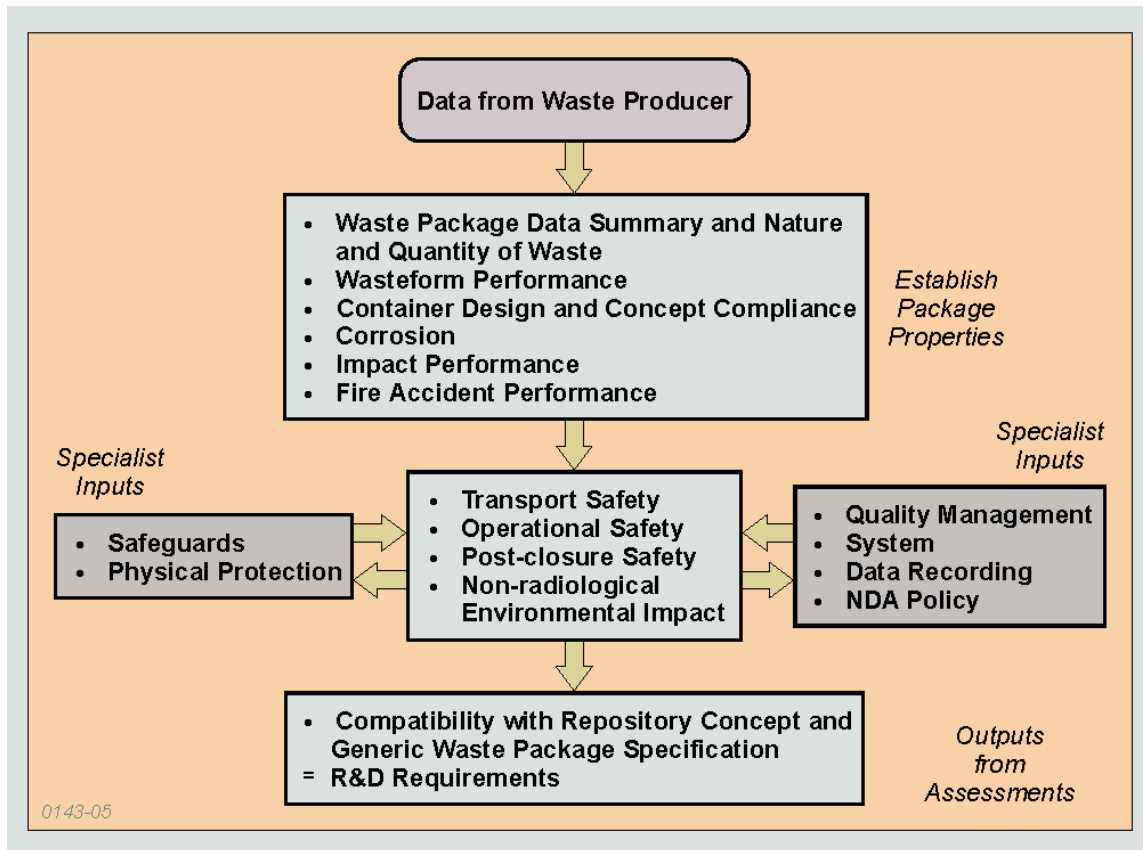 Data from Waste Producer
• Waste Package Data Summary and Nature
and Quantity of Waste
• Wasteform Performance
• Container Design and Concept Compliance
• Corrosion
• Impact Performance
• Fire Accident Performance
Establish
Package
Properties
Specialist
Inputs
• Safeguards
• Physical Protection
• Transport Safety
• Operational Safety
• Post-closure Safety
• Non-radiological
Environmental Impact
Specialist
Inputs
• Quality Management
• System
• Data Recording
• NDA Policy
• Compatibility with Repository Concept and
Generic Waste Package Specification
= R&D Requirements
Outputs
from
Assessments
0143-05